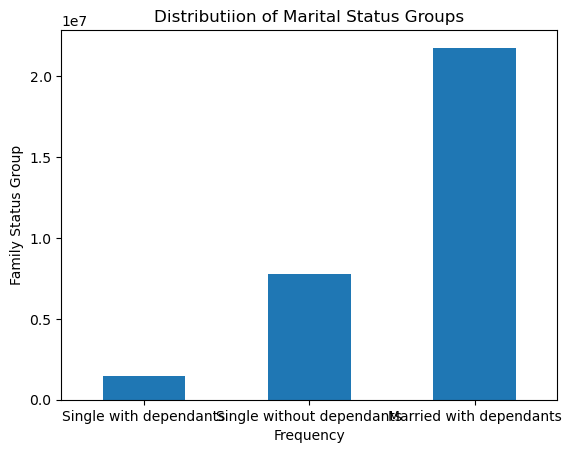 Distributiion of Marital Status Groups
1e7
Family Status Group
2.0
1.5
1.0
0.5
0.0
Single with dependants Single without dependants Married with dependants
Frequency